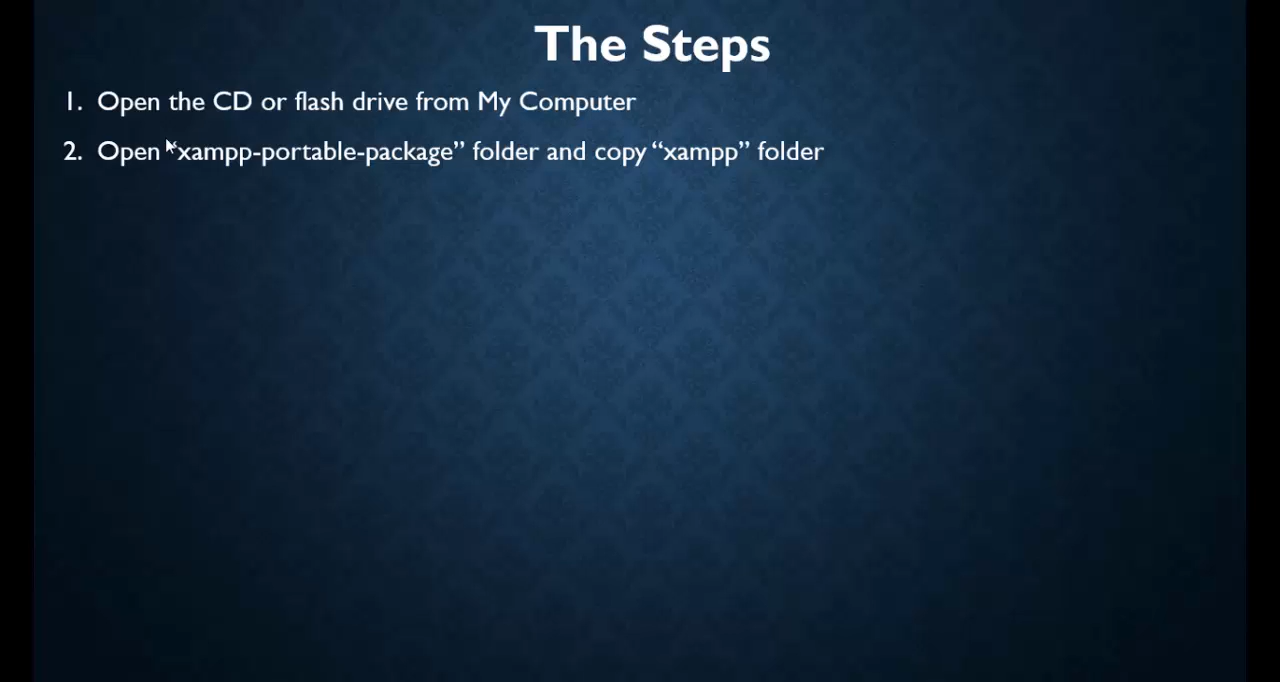 The Steps
1. Open the CD or flash drive from My Computer
2. Open “xampp-portable-package” folder and copy “xampp” folder